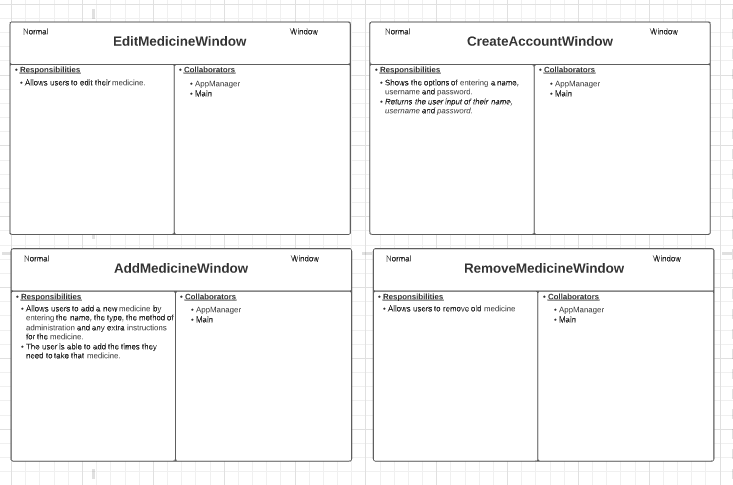 Normal Window
EditMedicineWindow
• Responsibilities
• Allows users to edit their medicine.
• Collaborators
• AppManager
• Main
Normal Window
CreateAccountWindow
• Responsibilities
• Shows the options of entering a name,
username and password.
• Returns the user input of their name,
username and password.
• Collaborators
• AppManager
• Main
Normal Window
AddMedicineWindow
• Responsibilities
• Allows users to add a new medicine by
entering the name, the type, the method of
administration and any extra instructions
for the medicine.
• The user is able to add the times they
need to take that medicine.
• Collaborators
• AppManager
• Main
Normal Window
RemoveMedicineWindow
• Responsibilities
• Allows users to remove old medicine
• Collaborators
• AppManager
• Main